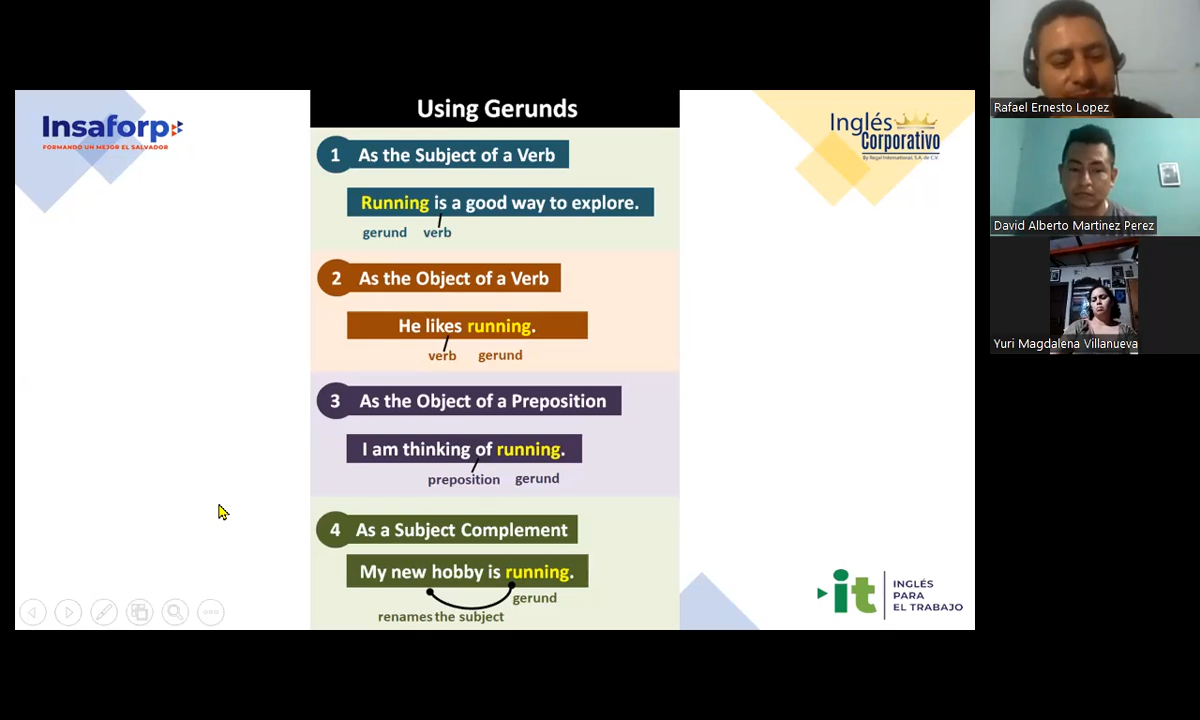 Using Gerunds
Insaforp
FORMANDO UN MEJOR EL SALVADOR
Inglés
Corporativo
By Regal International, S.A. de C.V.
1 As the Subject of a Verb
Running is a good way to explore.
gerund verb
2 As the Object of a Verb
He likes running.
verb gerund
3 As the Object of a Preposition
I am thinking of running.
preposition gerund
4 As a Subject Complement
My new hobby is running.
gerund
renames the subject
it
INGLÉS
PARA
EL TRABAJO
Rafael Ernesto Lopez
David Alberto Martinez Perez
Yuri Magdalena Villanueva